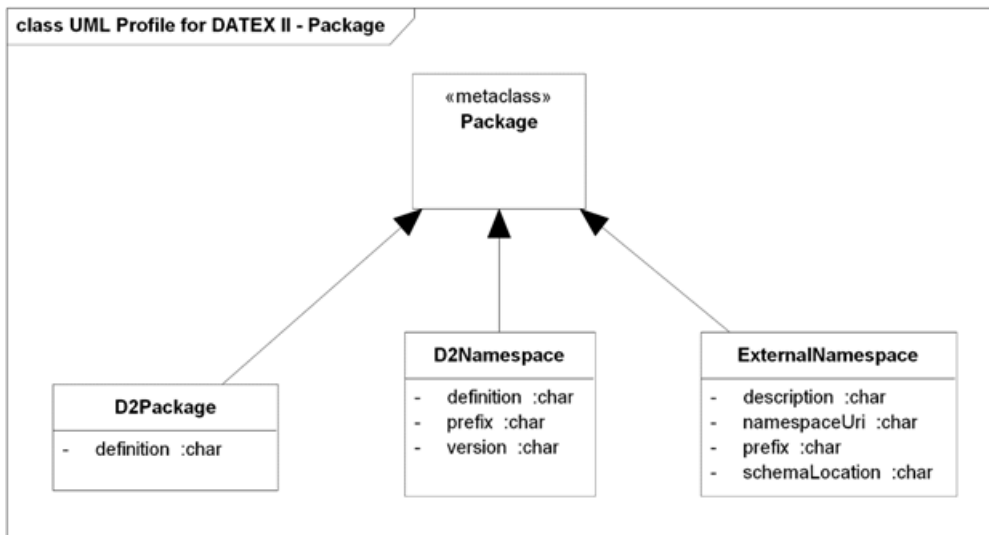 class UML Profile for DATEX II - Package
«metaclass»
Package
D2Package
- definition :char
D2Namespace
- definition :char
- prefix :char
- version :char
ExternalNamespace
- description :char
- namespaceUri :char
- prefix :char
- schemaLocation :char